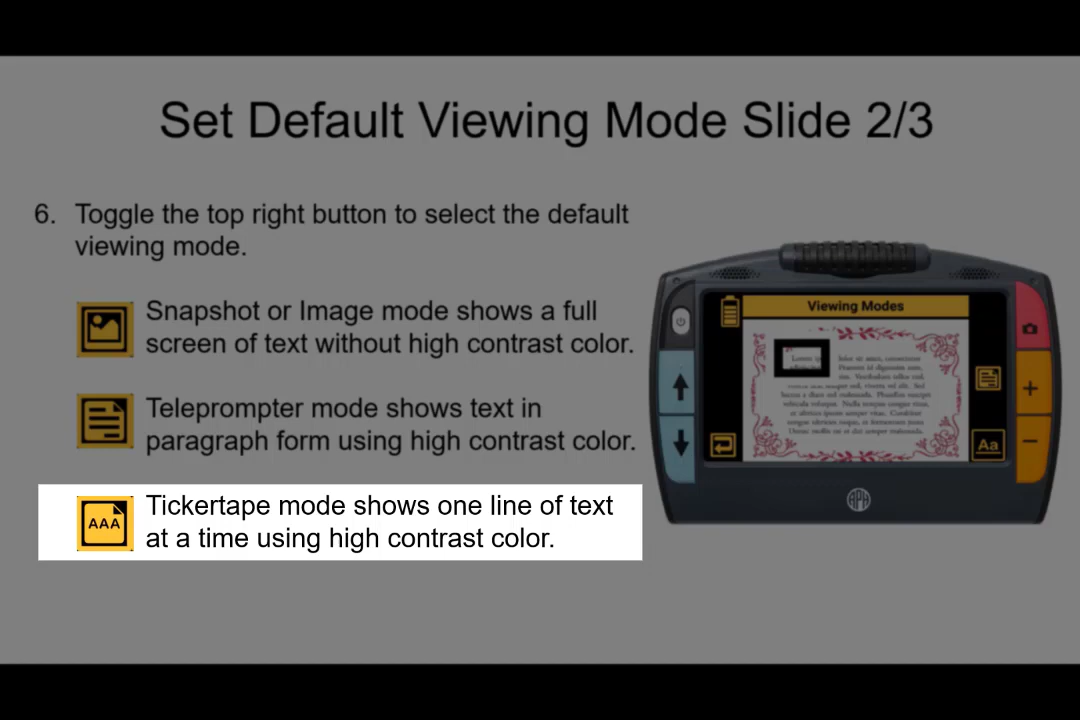 Set Default Viewing Mode Slide 2/3
6. Toggle the top right button to select the default
viewing mode.
Snapshot or Image mode shows a full
screen of text without high contrast color.
Teleprompter mode shows text in
paragraph form using high contrast color.
AAA
Tickertape mode shows one line of text
at a time using high contrast color.
Viewing Modes
+
−
Aa
APH